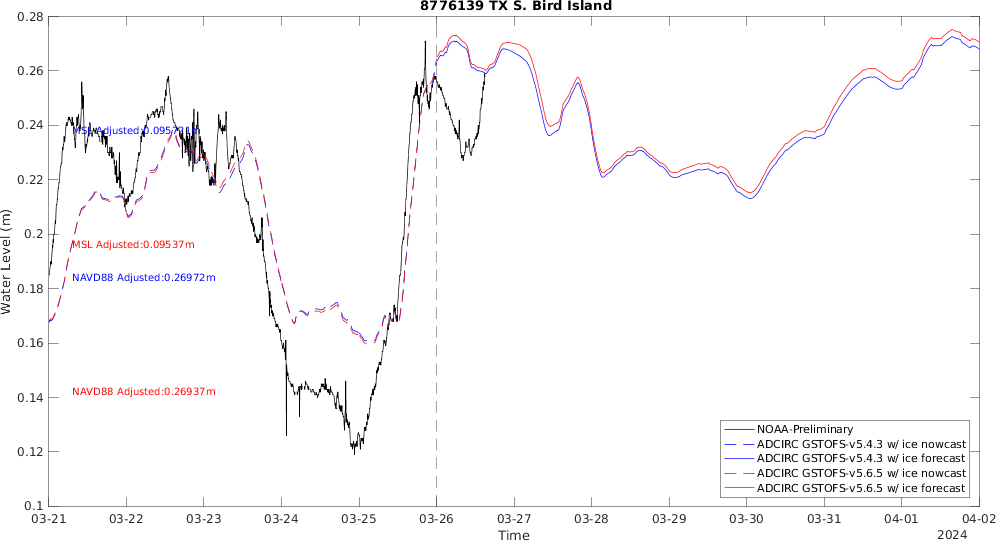 8776139 TX S. Bird Island
Water Level (m)
0.28
0.26
0.24
0.22
0.2
0.18
0.16
0.14
0.12
0.1
MSL Adjusted:0.09572
MSL Adjusted:0.09537m
NAVD88 Adjusted:0.26972m
NAVD88 Adjusted:0.26937m
NOAA-Preliminary
ADCIRC GSTOFS-v5.4.3 w/ ice nowcast
ADCIRC GSTOFS-v5.4.3 w/ ice forecast
ADCIRC GSTOFS-v5.6.5 w/ ice nowcast
ADCIRC GSTOFS-v5.6.5 w/ ice forecast
03-21 03-22 03-23 03-24 03-25 03-26 03-27 03-28 03-29 03-30 03-31 04-01 04-02
Time
2024